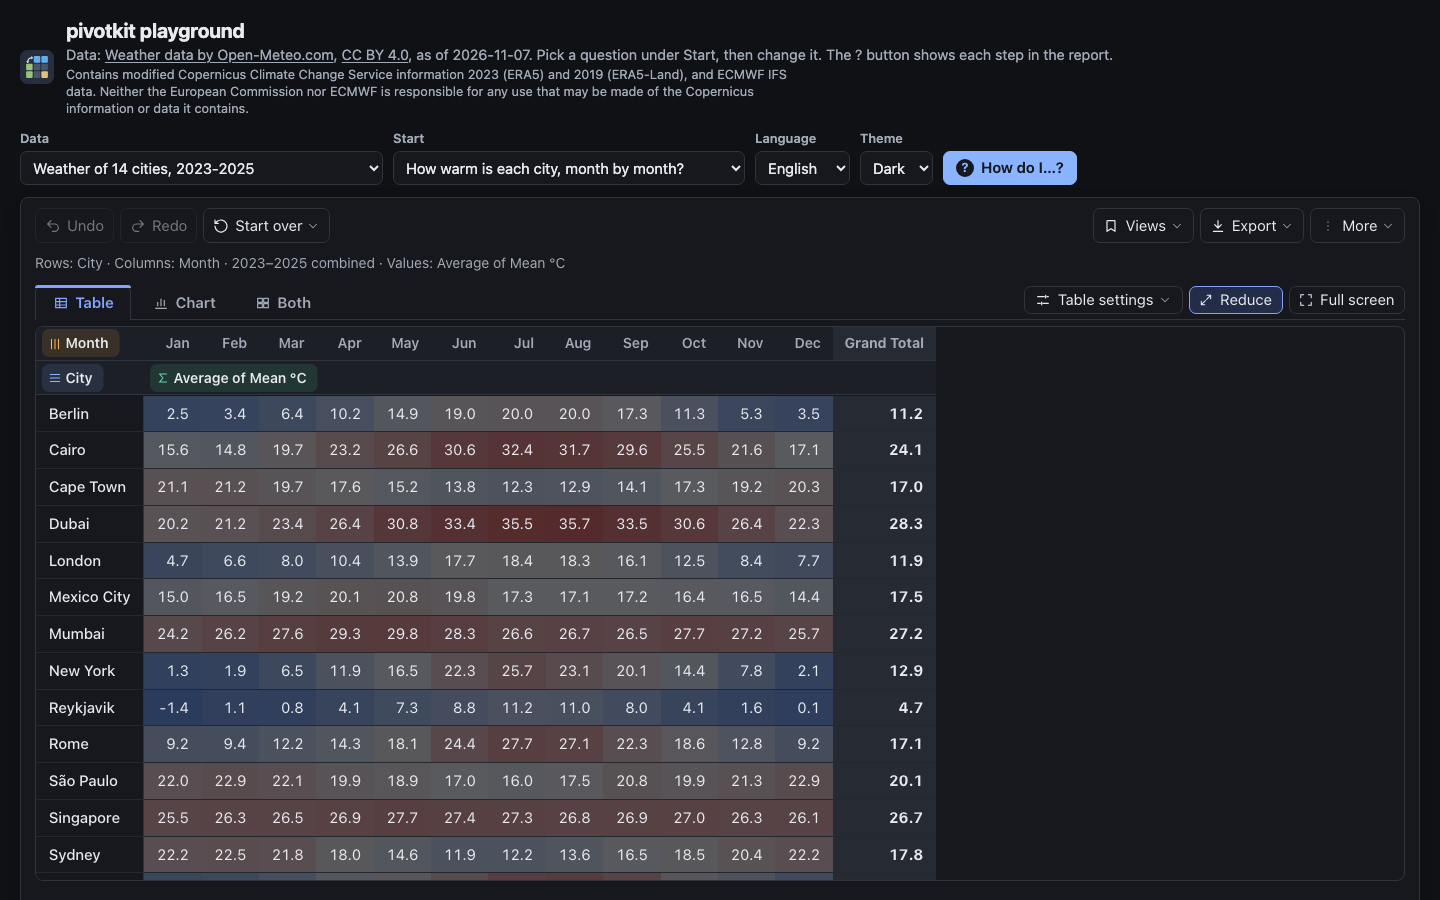 pivotkit playground
Data: Weather data by Open-Meteo.com, CC BY 4.0, as of 2026-11-07. Pick a question under Start, then change it. The ? button shows each step in the report.
Contains modified Copernicus Climate Change Service information 2023 (ERA5) and 2019 (ERA5-Land), and ECMWF IFS
data. Neither the European Commission nor ECMWF is responsible for any use that may be made of the Copernicus
information or data it contains.
Data Start Language Theme
Weather of 14 cities, 2023-2025 How warm is each city, month by month? English Dark ? How do I...?
Undo Redo Start over Views Export More
Rows: City · Columns: Month · 2023–2025 combined · Values: Average of Mean °C
Table Chart Both Table settings Reduce Full screen
Month Jan Feb Mar Apr May Jun Jul Aug Sep Oct Nov Dec Grand Total
City Σ Average of Mean °C
Berlin 2.5 3.4 6.4 10.2 14.9 19.0 20.0 20.0 17.3 11.3 5.3 3.5 11.2
Cairo 15.6 14.8 19.7 23.2 26.6 30.6 32.4 31.7 29.6 25.5 21.6 17.1 24.1
Cape Town 21.1 21.2 19.7 17.6 15.2 13.8 12.3 12.9 14.1 17.3 19.2 20.3 17.0
Dubai 20.2 21.2 23.4 26.4 30.8 33.4 35.5 35.7 33.5 30.6 26.4 22.3 28.3
London 4.7 6.6 8.0 10.4 13.9 17.7 18.4 18.3 16.1 12.5 8.4 7.7 11.9
Mexico City 15.0 16.5 19.2 20.1 20.8 19.8 17.3 17.1 17.2 16.4 16.5 14.4 17.5
Mumbai 24.2 26.2 27.6 29.3 29.8 28.3 26.6 26.7 26.5 27.7 27.2 25.7 27.2
New York 1.3 1.9 6.5 11.9 16.5 22.3 25.7 23.1 20.1 14.4 7.8 2.1 12.9
Reykjavik -1.4 1.1 0.8 4.1 7.3 8.8 11.2 11.0 8.0 4.1 1.6 0.1 4.7
Rome 9.2 9.4 12.2 14.3 18.1 24.4 27.7 27.1 22.3 18.6 12.8 9.2 17.1
São Paulo 22.0 22.9 22.1 19.9 18.9 17.0 16.0 17.5 20.8 19.9 21.3 22.9 20.1
Singapore 25.5 26.3 26.5 26.9 27.7 27.4 27.3 26.8 26.9 27.0 26.3 26.1 26.7
Sydney 22.2 22.5 21.8 18.0 14.6 11.9 12.2 13.6 16.5 18.5 20.4 22.2 17.8